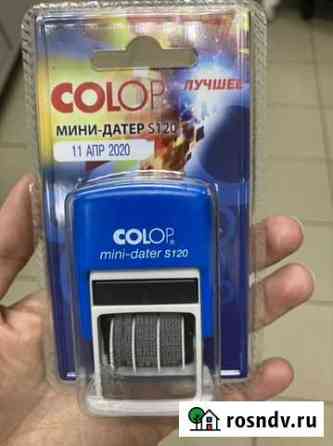 COLOP
ЛУЧШЕЕ
МИНИ-ДАТЕР S120
11 АПР 2020
COLOP
mini-dater S120
rosndv.ru